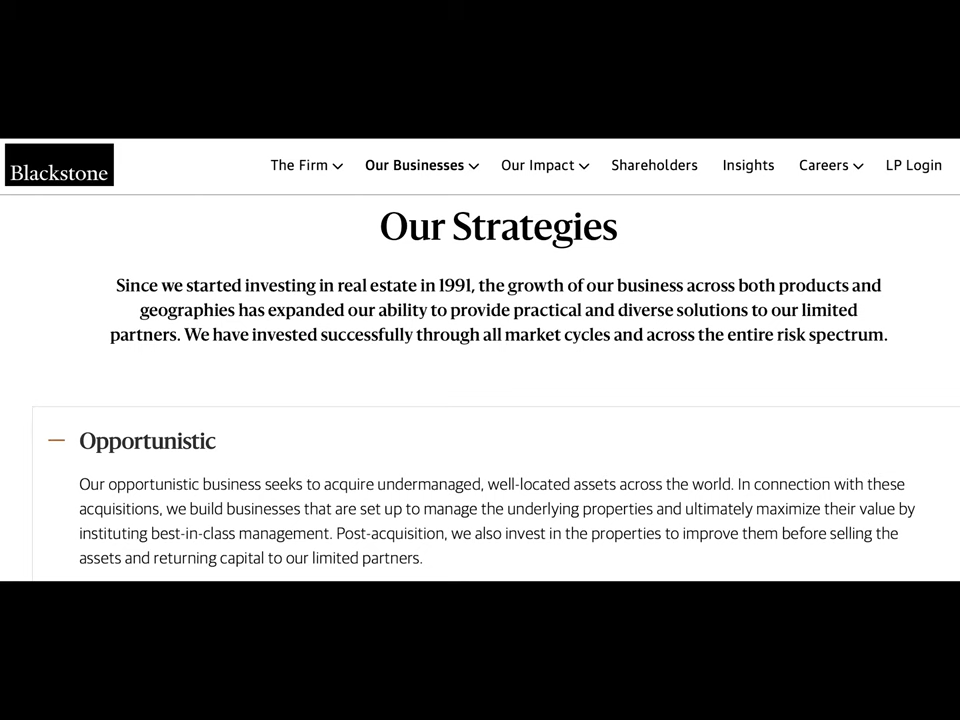 Blackstone
The Firm
Our Businesses
Our Impact
Shareholders
Insights
Careers
LP Login
Our Strategies
Since we started investing in real estate in 1991, the growth of our business across both products and
geographies has expanded our ability to provide practical and diverse solutions to our limited
partners. We have invested successfully through all market cycles and across the entire risk spectrum.
Opportunistic
Our opportunistic business seeks to acquire undermanaged, well-located assets across the world. In connection with these
acquisitions, we build businesses that are set up to manage the underlying properties and ultimately maximize their value by
instituting best-in-class management. Post-acquisition, we also invest in the properties to improve them before selling the
assets and returning capital to our limited partners.